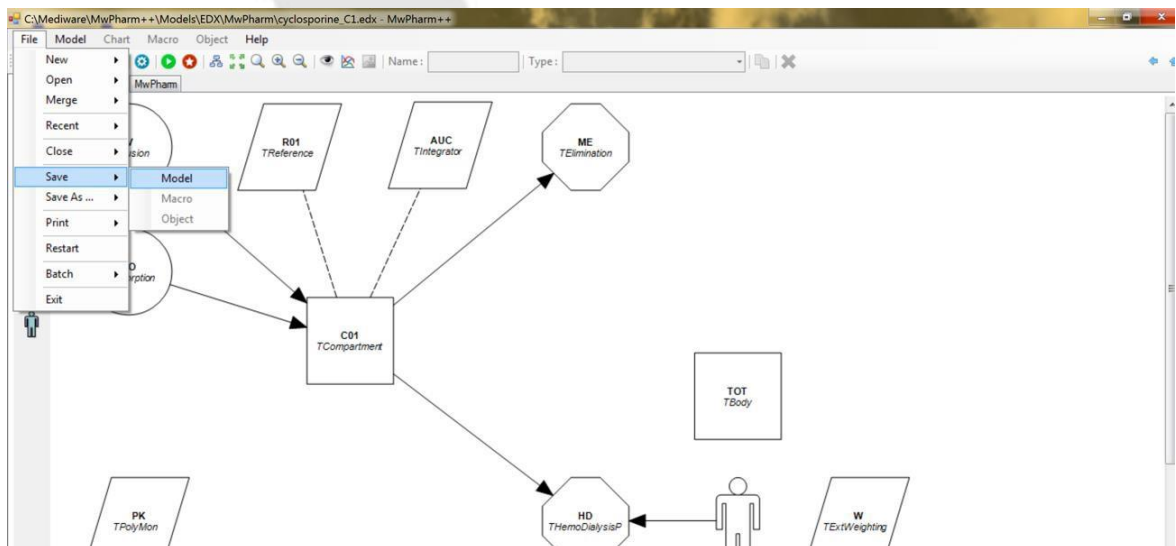 C:\Mediware\MwPharm++\Models\EDX\MwPharm\cyclosporine_C1.edx - MwPharm++
File Model Chart Macro Object Help
Name: Type:
MwPharm
New
Open
Merge
Recent
Close
Save
Save As ...
Print
Restart
Batch
Exit
Model
Macro
Object
R01
TReference
AUC
TIntegrator
ME
TElimination
C01
TCompartment
TOT
TBody
PK
TPolyMon
HD
THemoDialysisP
W
TExtWeighting